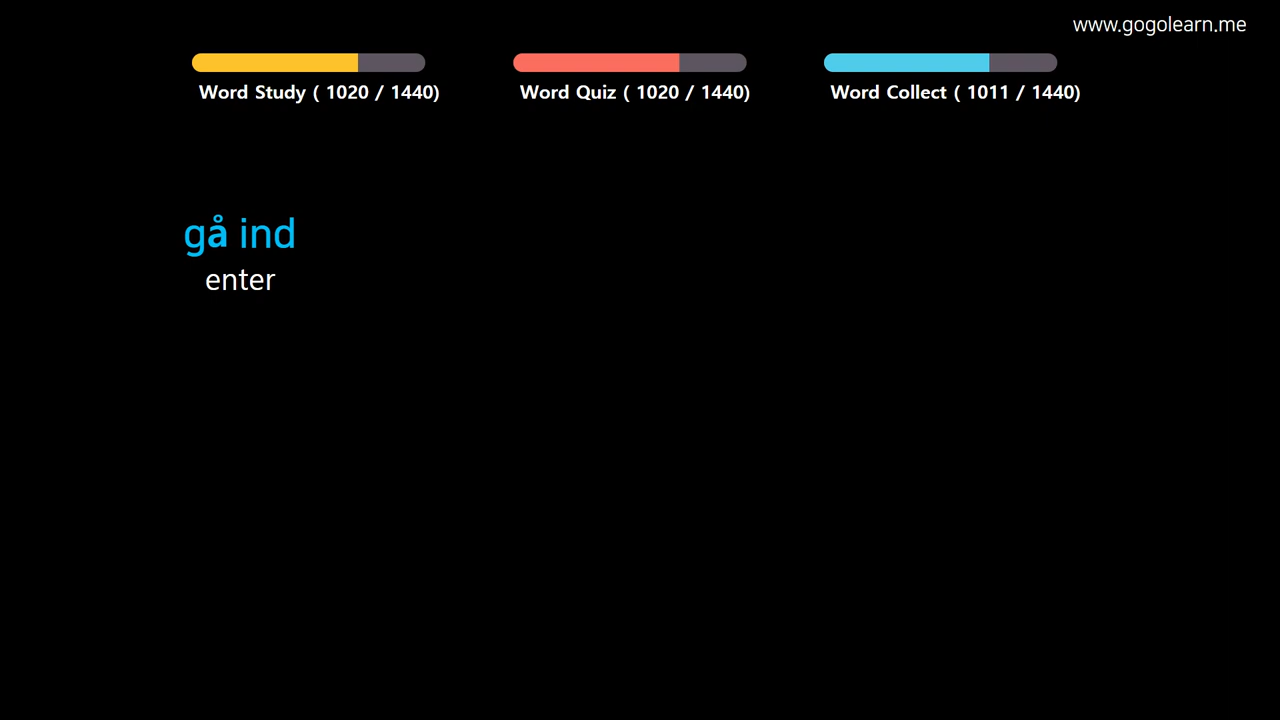 www.gogolearn.me
Word Study ( 1020 / 1440)
Word Quiz ( 1020 / 1440)
Word Collect ( 1011 / 1440)
gå ind
enter